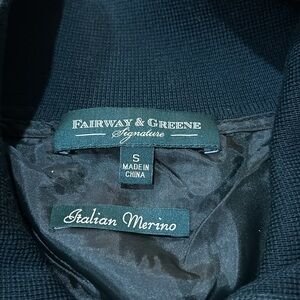 FAIRWAY & GREENE
Signature
S
MADE IN
CHINA
Italian Merino